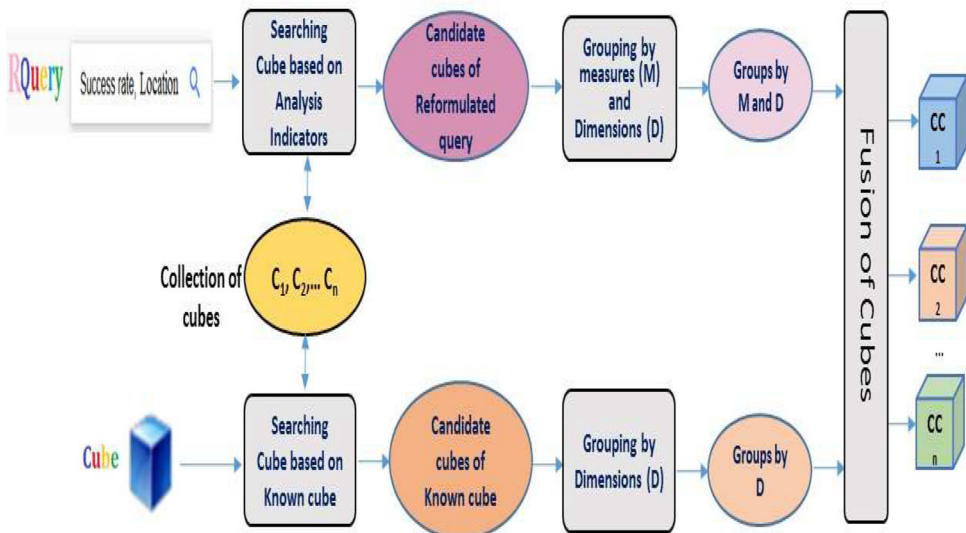 RQuery
Success rate, Location
Searching
Cube based on
Analysis
Indicators
Candidate
cubes of
Reformulated
query
Grouping by
measures (M)
and
Dimensions (D)
Groups by
M and D
Fusion of Cubes
CC
1
CC
2
...
CC
n
Collection of
cubes
C₁, C₂,... Cₙ
Cube
Searching
Cube based on
Known cube
Candidate
cubes of
Known cube
Grouping by
Dimensions (D)
Groups by
D